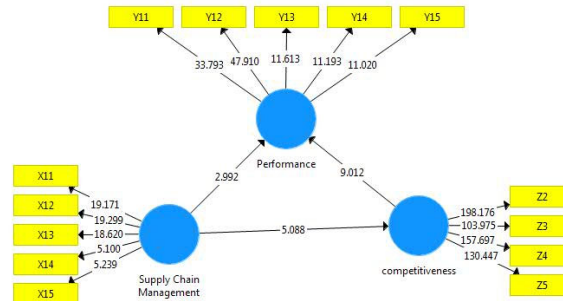 Y11 Y12 Y13 Y14 Y15
33.793 47.910 11.613 11.193 11.020
Performance
2.992 9.012
X11
X12
X13
X14
X15
19.171
19.299
18.620
5.100
5.239
Supply Chain
Management
5.088
competitiveness
198.176
103.975
157.697
130.447
Z2
Z3
Z4
Z5